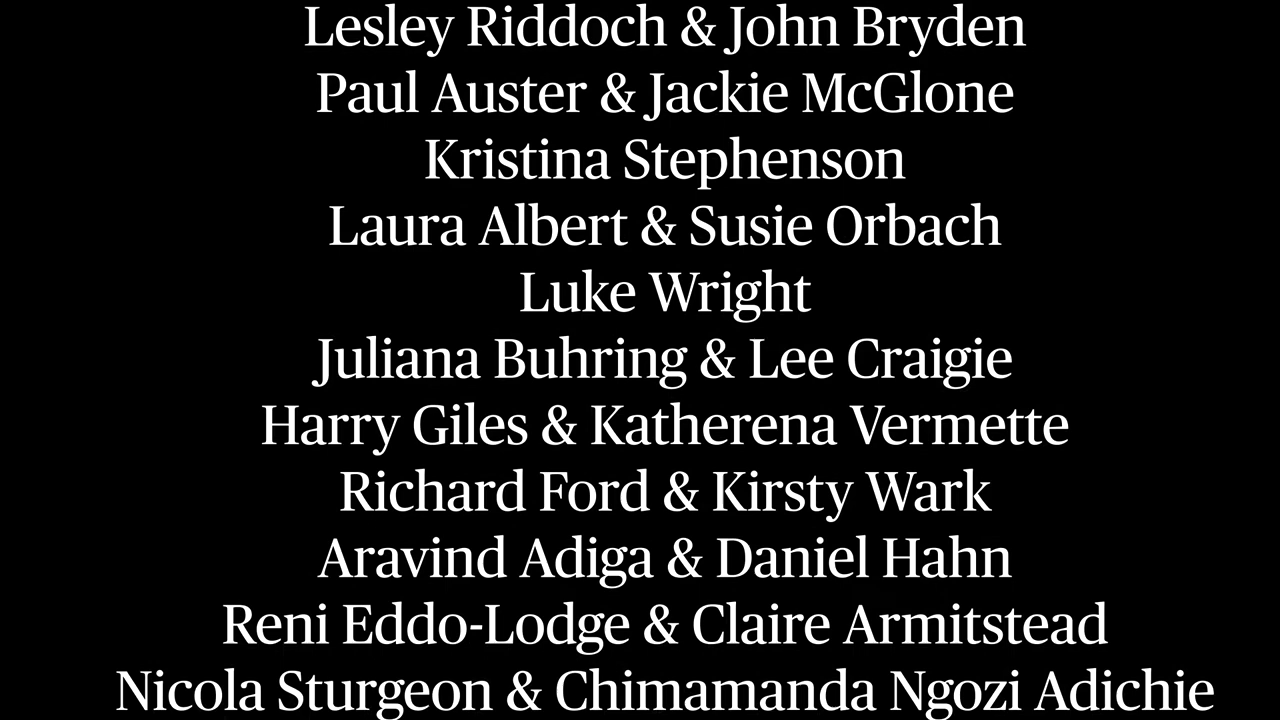 Lesley Riddoch & John Bryden
Paul Auster & Jackie McGlone
Kristina Stephenson
Laura Albert & Susie Orbach
Luke Wright
Juliana Buhring & Lee Craigie
Harry Giles & Katherena Vermette
Richard Ford & Kirsty Wark
Aravind Adiga & Daniel Hahn
Reni Eddo-Lodge & Claire Armitstead
Nicola Sturgeon & Chimamanda Ngozi Adichie